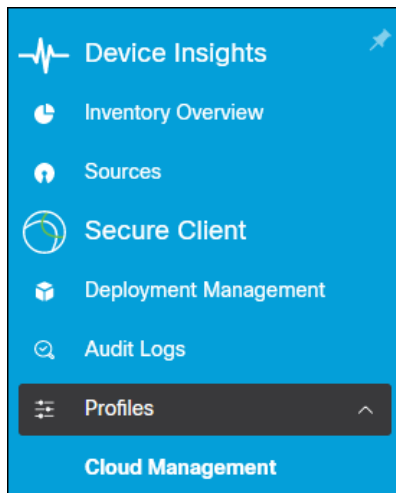 Device Insights
Inventory Overview
Sources
Secure Client
Deployment Management
Audit Logs
Profiles
Cloud Management